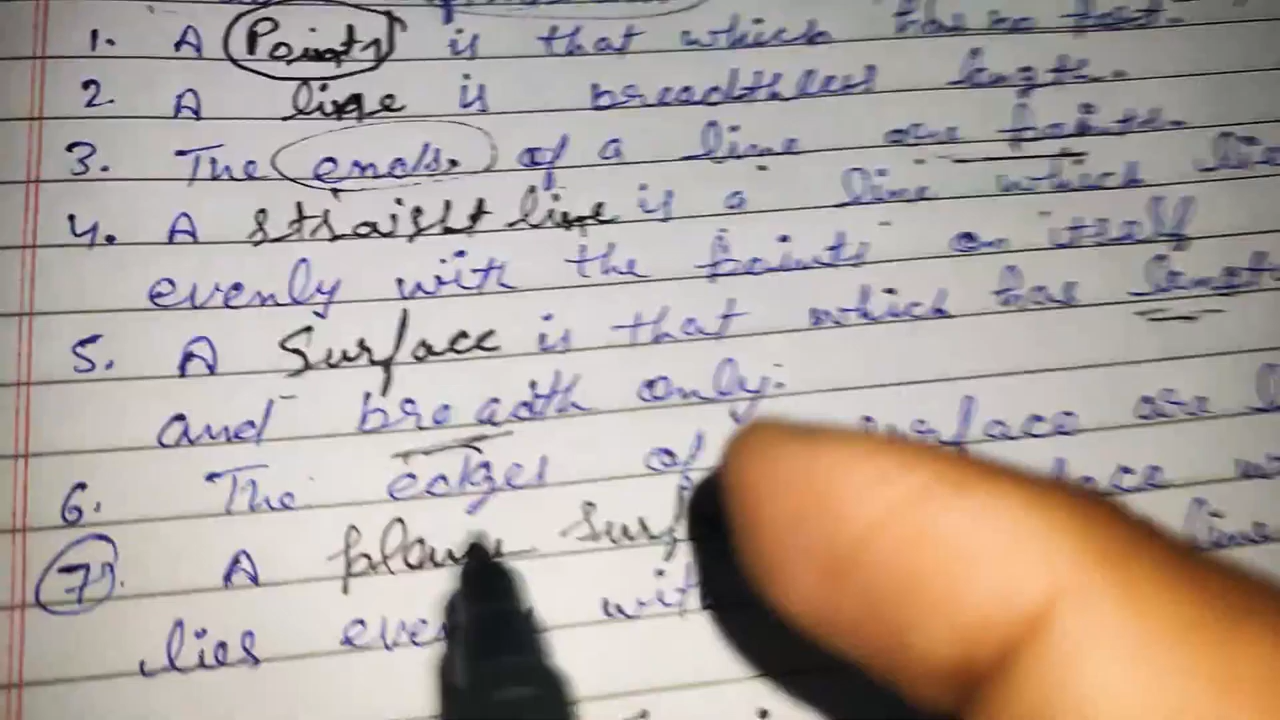 1. A Point is that which has no part.
2. A line is breadthless length.
3. The ends of a line are points.
4. A straight line is a line which
evenly with the points on itself
5. A Surface is that which has
and breadth only.
6. The edges of surface are
7. A plane
lies